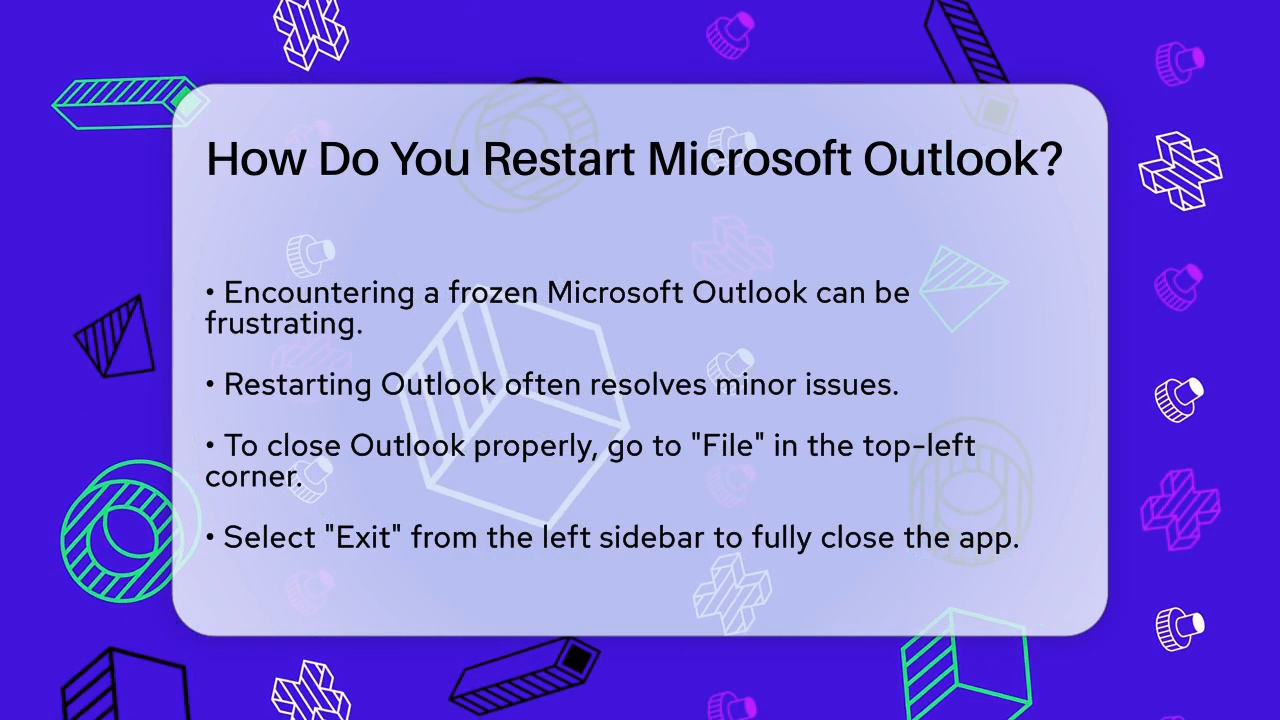 How Do You Restart Microsoft Outlook?
• Encountering a frozen Microsoft Outlook can be
frustrating.
• Restarting Outlook often resolves minor issues.
• To close Outlook properly, go to "File" in the top-left
corner.
• Select "Exit" from the left sidebar to fully close the app.